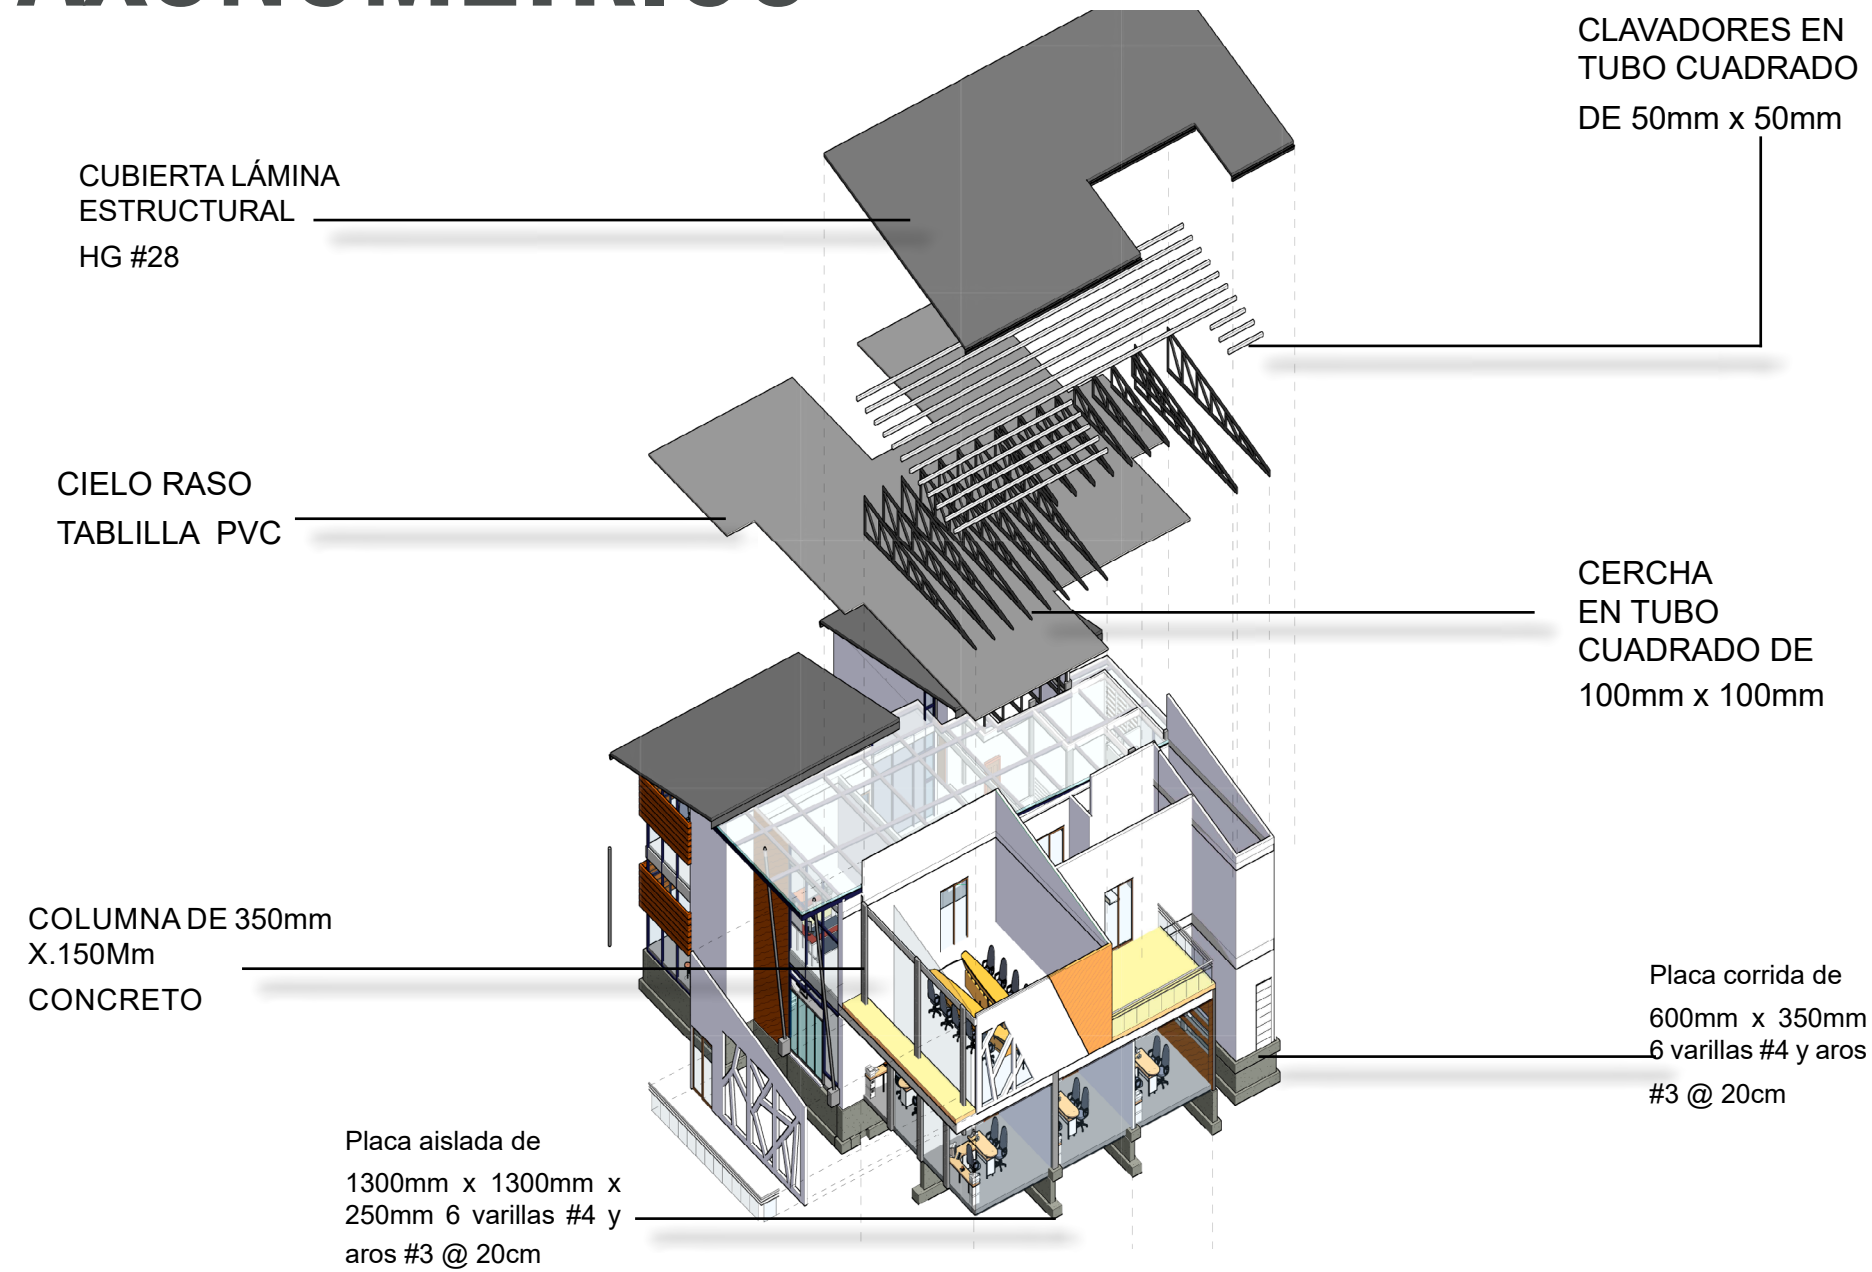 AXONOMÉTRICO
CLAVADORES EN
TUBO CUADRADO
DE 50mm x 50mm
CUBIERTA LÁMINA
ESTRUCTURAL
HG #28
CIELO RASO
TABLILLA PVC
CERCHA
EN TUBO
CUADRADO DE
100mm x 100mm
COLUMNA DE 350mm
X.150Mm
CONCRETO
Placa corrida de
600mm x 350mm
6 varillas #4 y aros
#3 @ 20cm
Placa aislada de
1300mm x 1300mm x
250mm 6 varillas #4 y
aros #3 @ 20cm